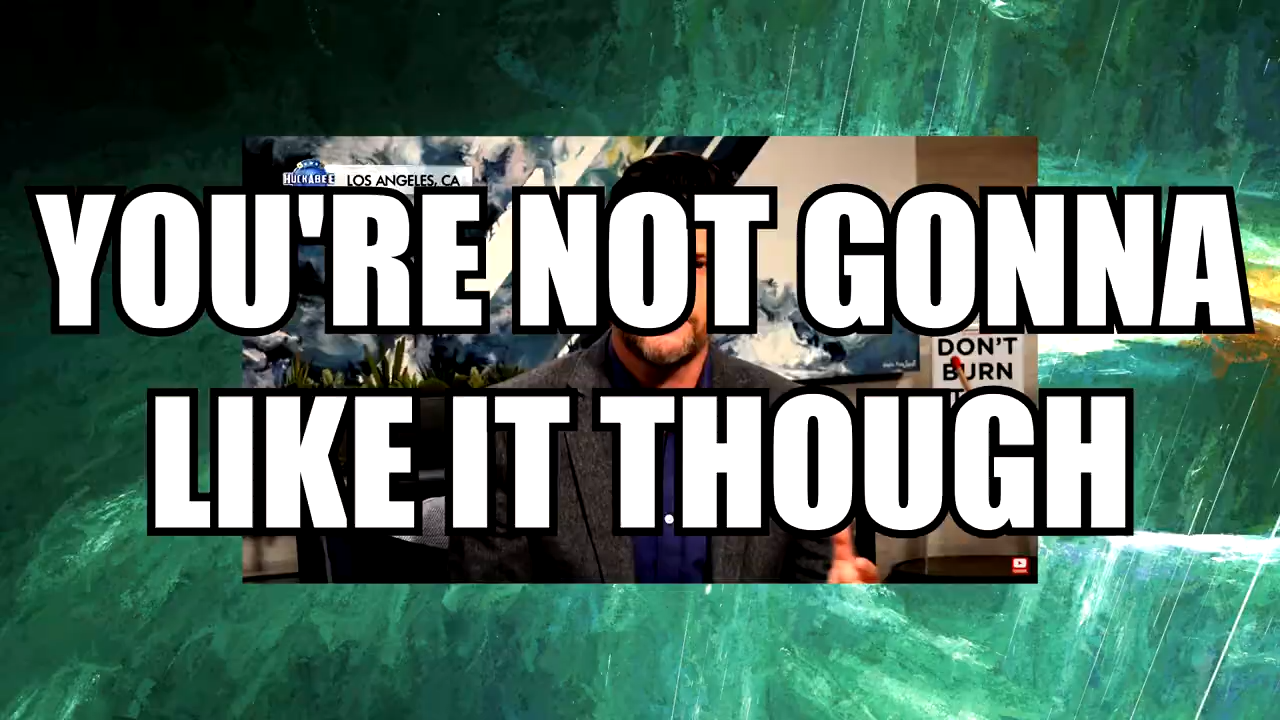 HUCKABEE
LOS ANGELES, CA
YOU'RE NOT GONNA
DON'T
BURN
LIKE IT THOUGH